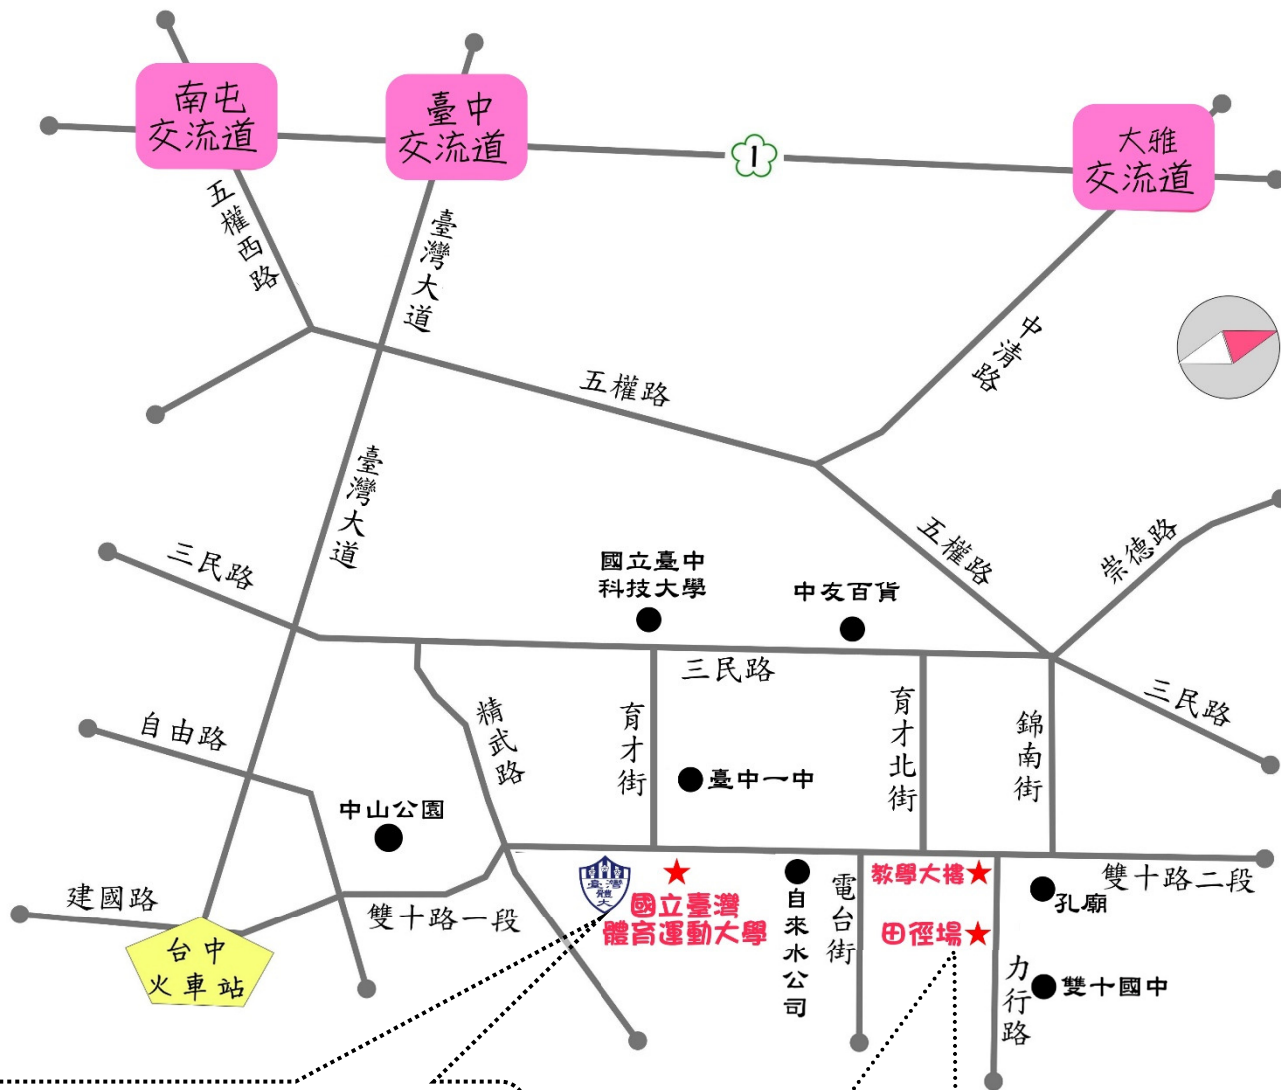 南屯
交流道
臺中
交流道
1
大雅
交流道
五權西路
臺灣大道
中清路
五權路
臺灣大道
五權路
崇德路
三民路
國立臺中
科技大學
中友百貨
三民路
三民路
自由路
精武路
育才街
臺中一中
育才北街
錦南街
中山公園
建國路
雙十路一段
台中
火車站
臺灣
體
大
國立臺灣
體育運動大學
自來水公司
電台街
教學大樓
田徑場
孔廟
雙十路二段
力行路
雙十國中